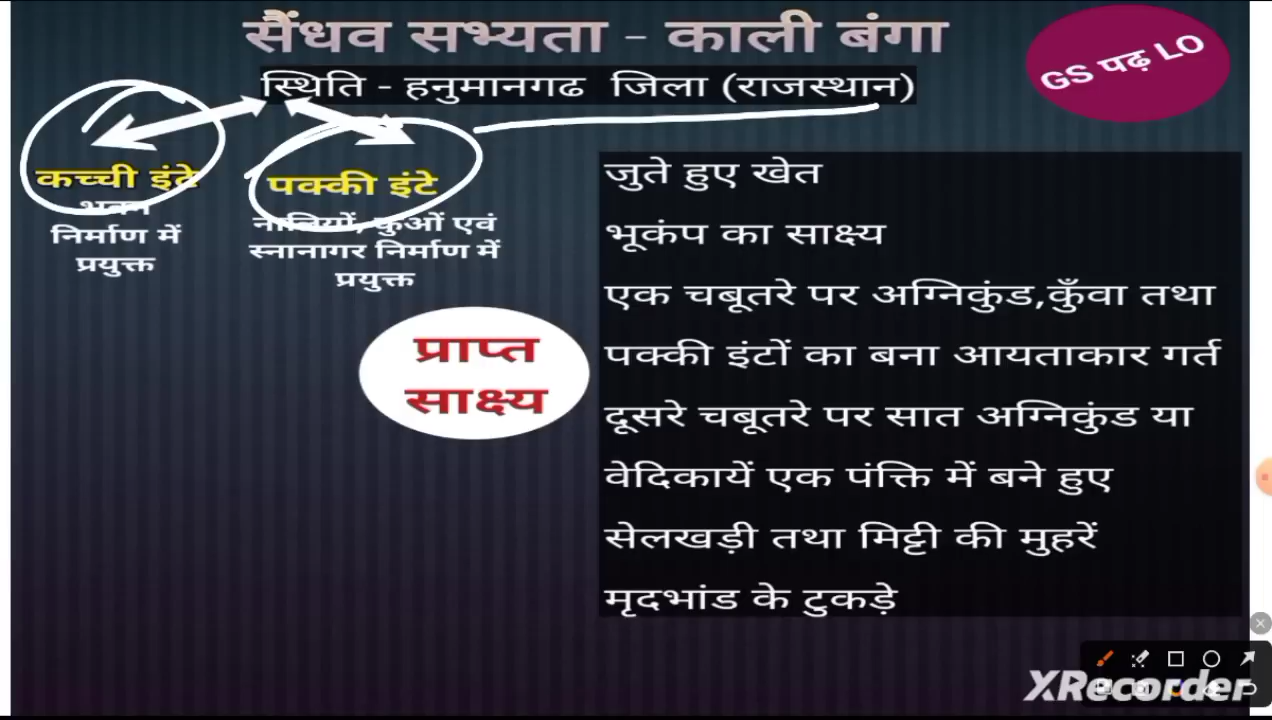 सैंधव सभ्यता - काली बंगा
GS पढ़ LO
स्थिति - हनुमानगढ जिला (राजस्थान)
कच्ची इंटे
भवन
निर्माण में
प्रयुक्त
पक्की इंटे
नालियों, कुओं एवं
स्नानागर निर्माण में
प्रयुक्त
प्राप्त
साक्ष्य
जुते हुए खेत
भूकंप का साक्ष्य
एक चबूतरे पर अग्निकुंड,कुँवा तथा
पक्की इंटों का बना आयताकार गर्त
दूसरे चबूतरे पर सात अग्निकुंड या
वेदिकायें एक पंक्ति में बने हुए
सेलखड़ी तथा मिट्टी की मुहरें
मृदभांड के टुकड़े
XRecorder